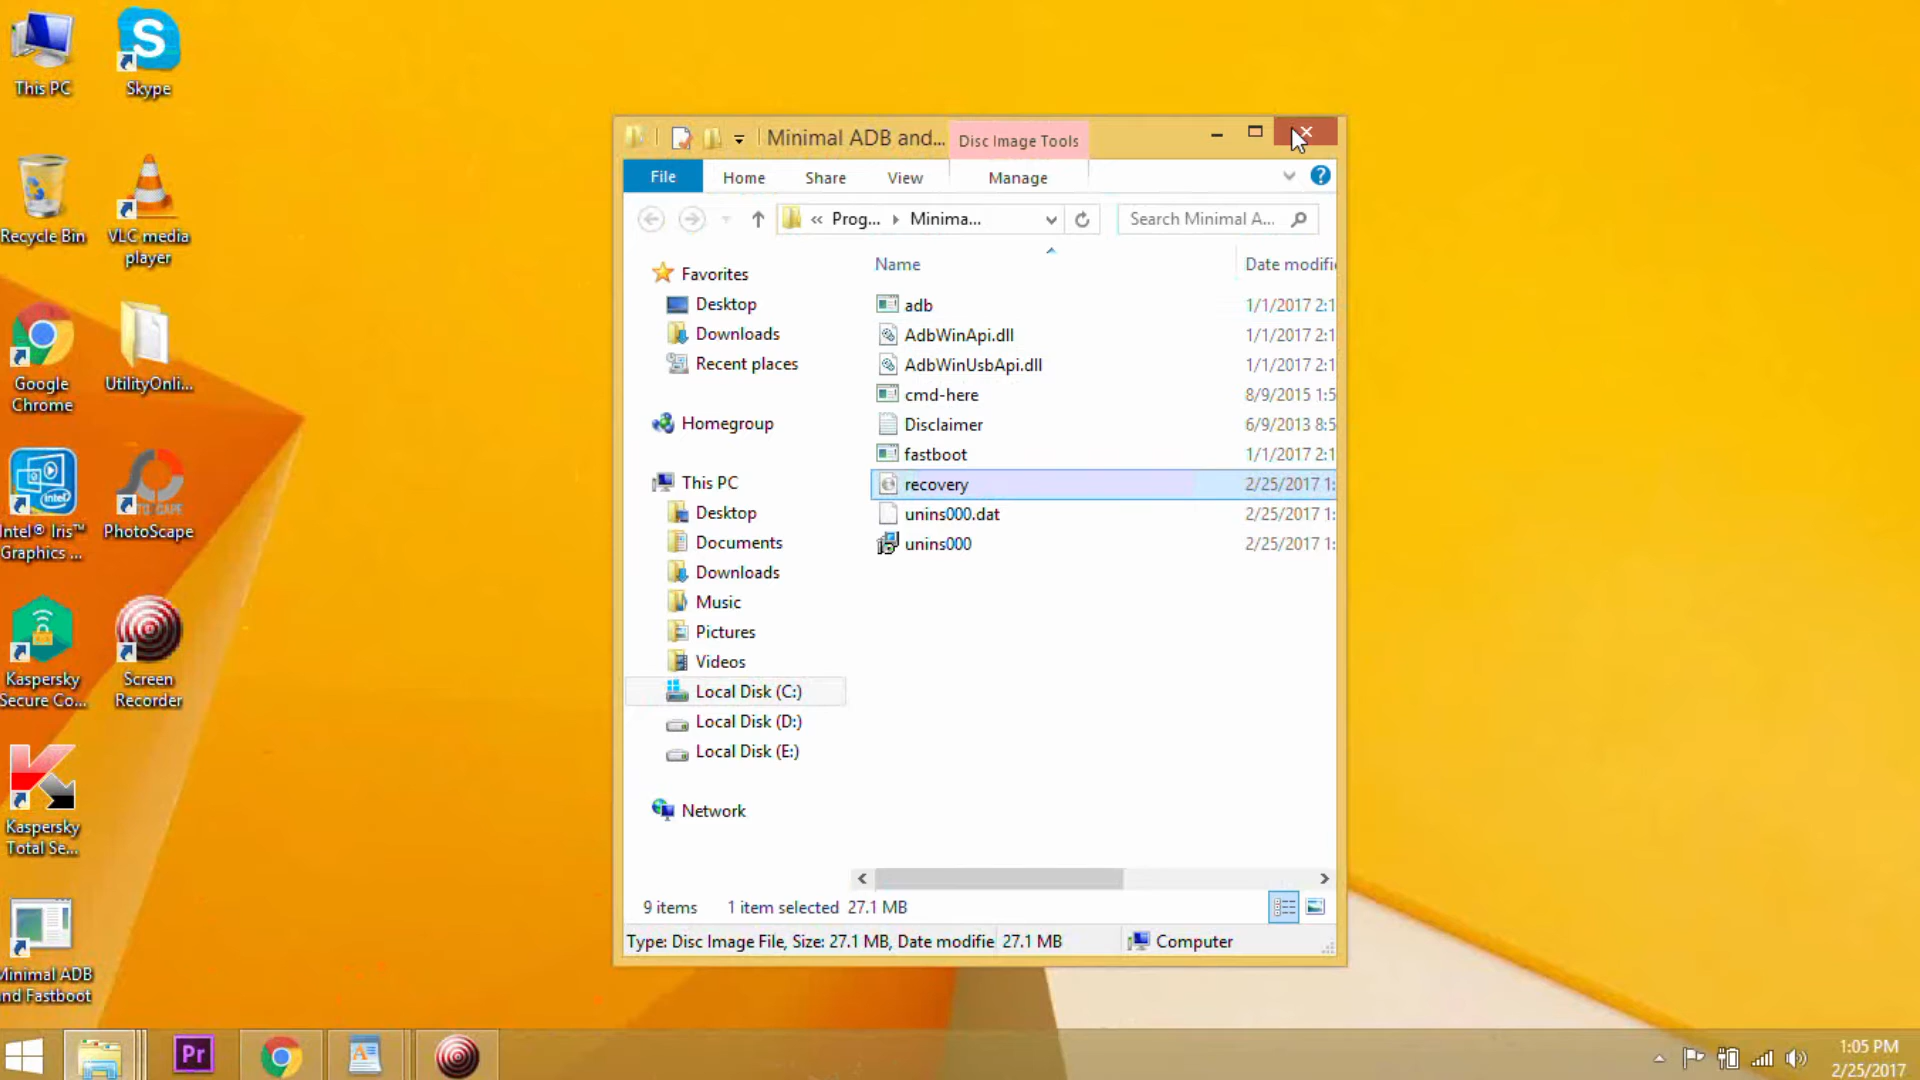 This PC
Skype
Recycle Bin
VLC media
player
Google
Chrome
UtilityOnli...
intel
Intel® Iris™
Graphics ...
PhotoScape
Kaspersky
Secure Co...
Screen
Recorder
Kaspersky
Total Se...
Minimal ADB
and Fastboot
Minimal ADB and...
Disc Image Tools
File
Home
Share
View
Manage
« Prog...
Minima...
Search Minimal A...
Favorites
Desktop
Downloads
Recent places
Homegroup
This PC
Desktop
Documents
Downloads
Music
Pictures
Videos
Local Disk (C:)
Local Disk (D:)
Local Disk (E:)
Network
Name
Date modifi
adb 1/1/2017 2:1
AdbWinApi.dll 1/1/2017 2:1
AdbWinUsbApi.dll 1/1/2017 2:1
cmd-here 8/9/2015 1:5
Disclaimer 6/9/2013 8:5
fastboot 1/1/2017 2:1
recovery 2/25/2017 1:
unins000.dat 2/25/2017 1:
unins000 2/25/2017 1:
9 items 1 item selected 27.1 MB
Type: Disc Image File, Size: 27.1 MB, Date modifie 27.1 MB Computer
Pr
1:05 PM
2/25/2017